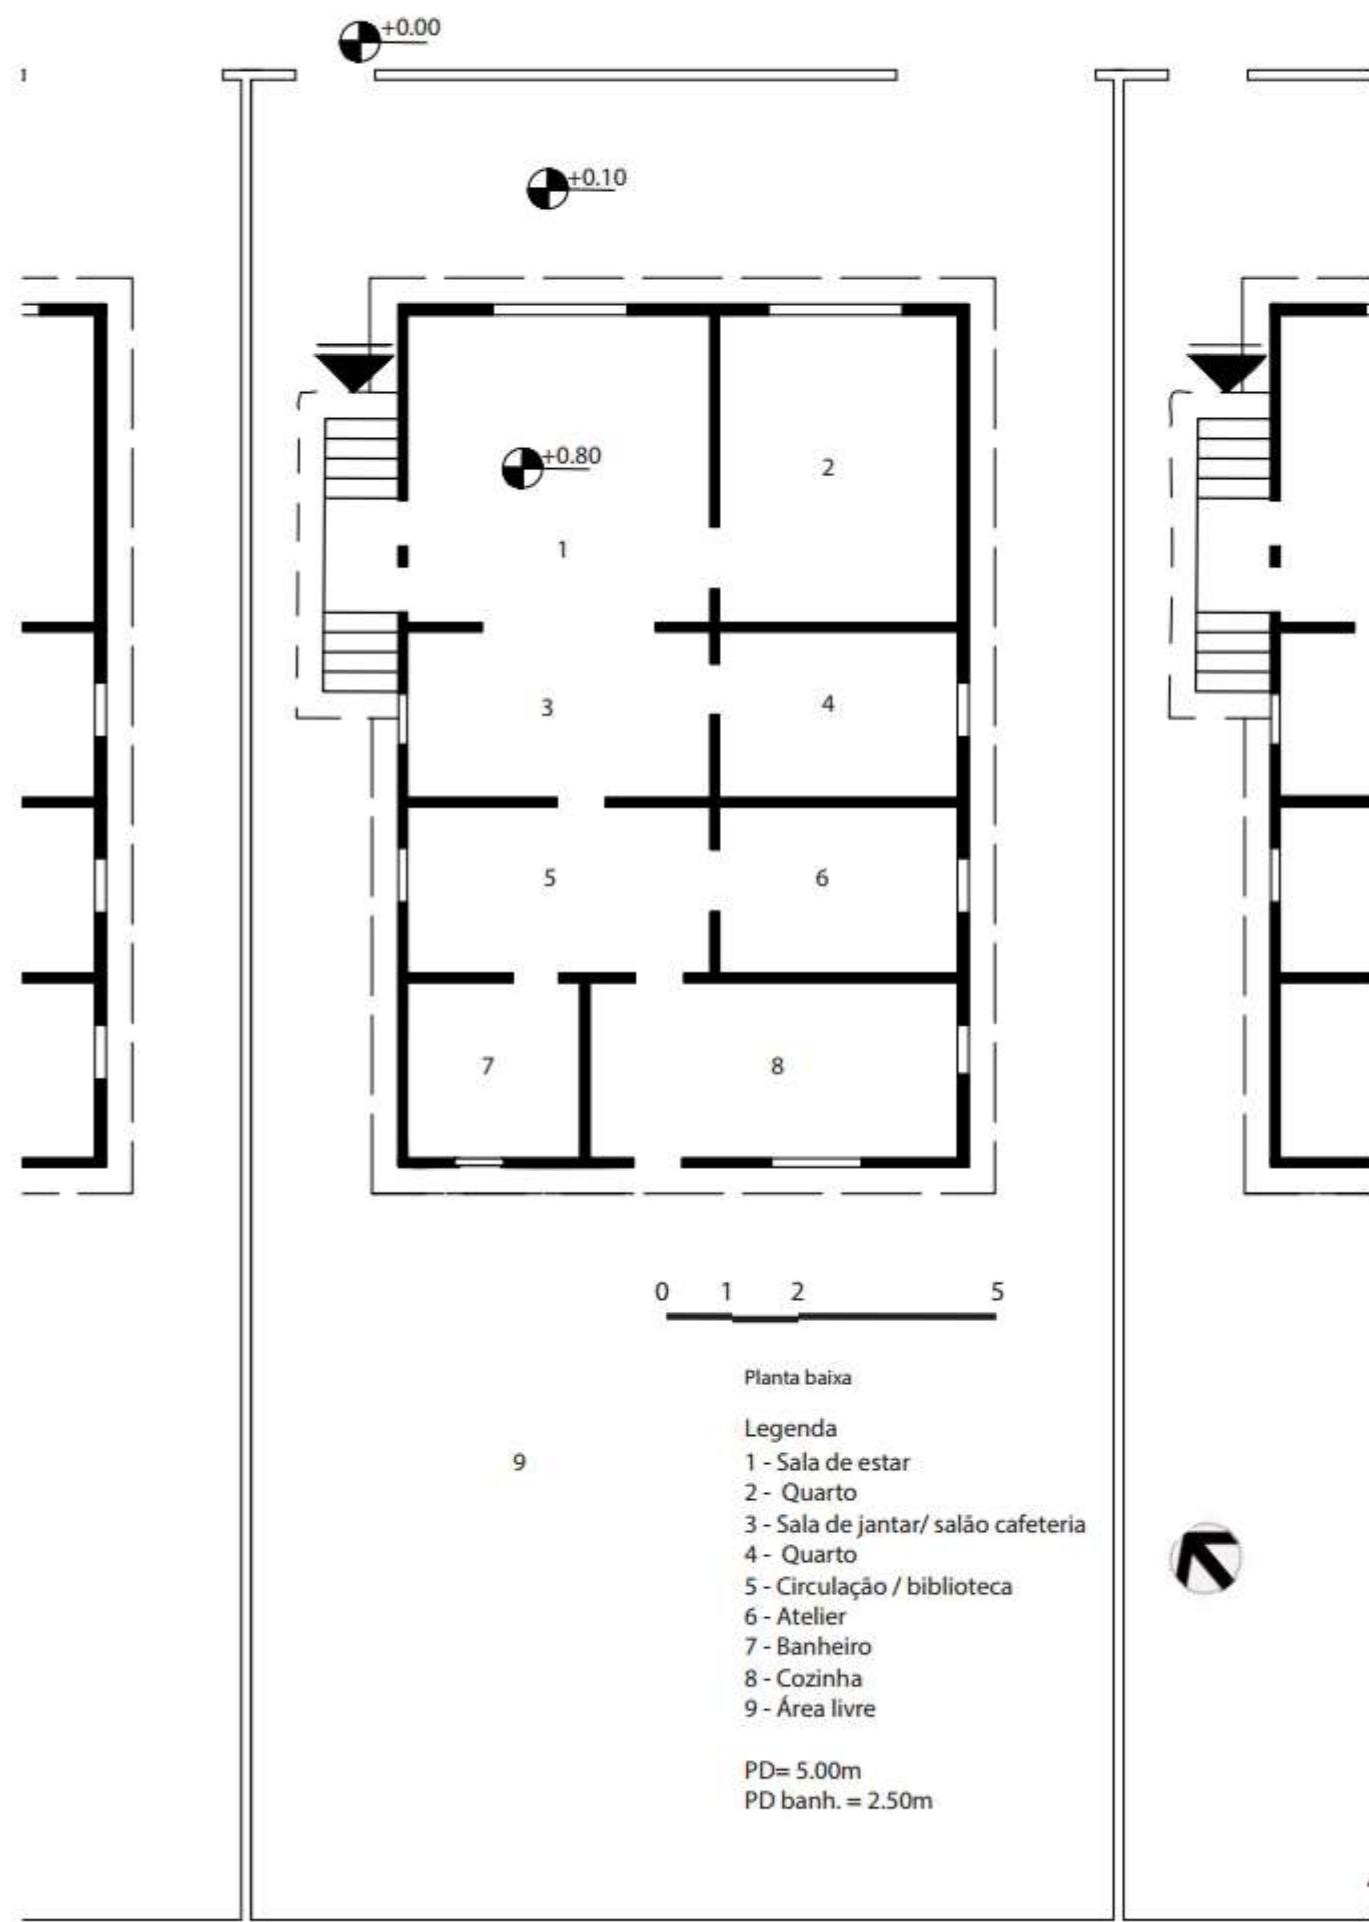 +0.00
+0.10
+0.80
2
1
3
4
5
6
7
8
0 1 2 5
Planta baixa
Legenda
9
1 - Sala de estar
2 - Quarto
3 - Sala de jantar/ salão cafeteria
4 - Quarto
5 - Circulação / biblioteca
6 - Atelier
7 - Banheiro
8 - Cozinha
9 - Área livre
PD= 5.00m
PD banh. = 2.50m